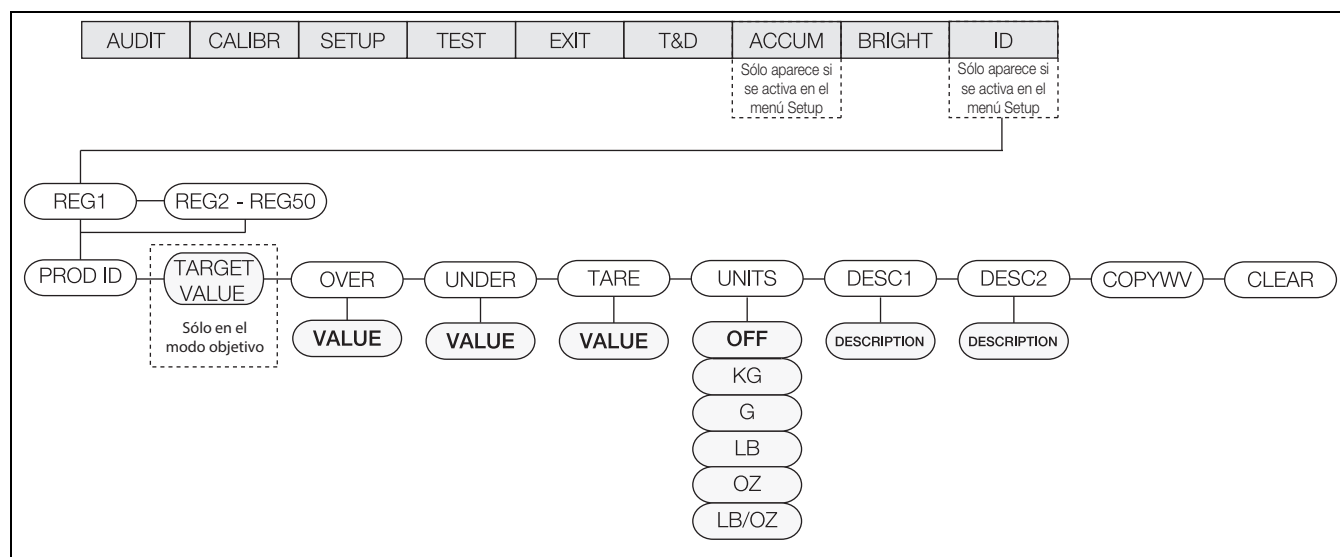 AUDIT CALIBR SETUP TEST EXIT T&D ACCUM BRIGHT ID
Sólo aparece si
se activa en el
menú Setup
Sólo aparece si
se activa en el
menú Setup
REG1 REG2 - REG50
PROD ID TARGET
VALUE OVER UNDER TARE UNITS DESC1 DESC2 COPYWV CLEAR
Sólo en el
modo objetivo
VALUE VALUE VALUE OFF DESCRIPTION DESCRIPTION
KG
G
LB
OZ
LB/OZ